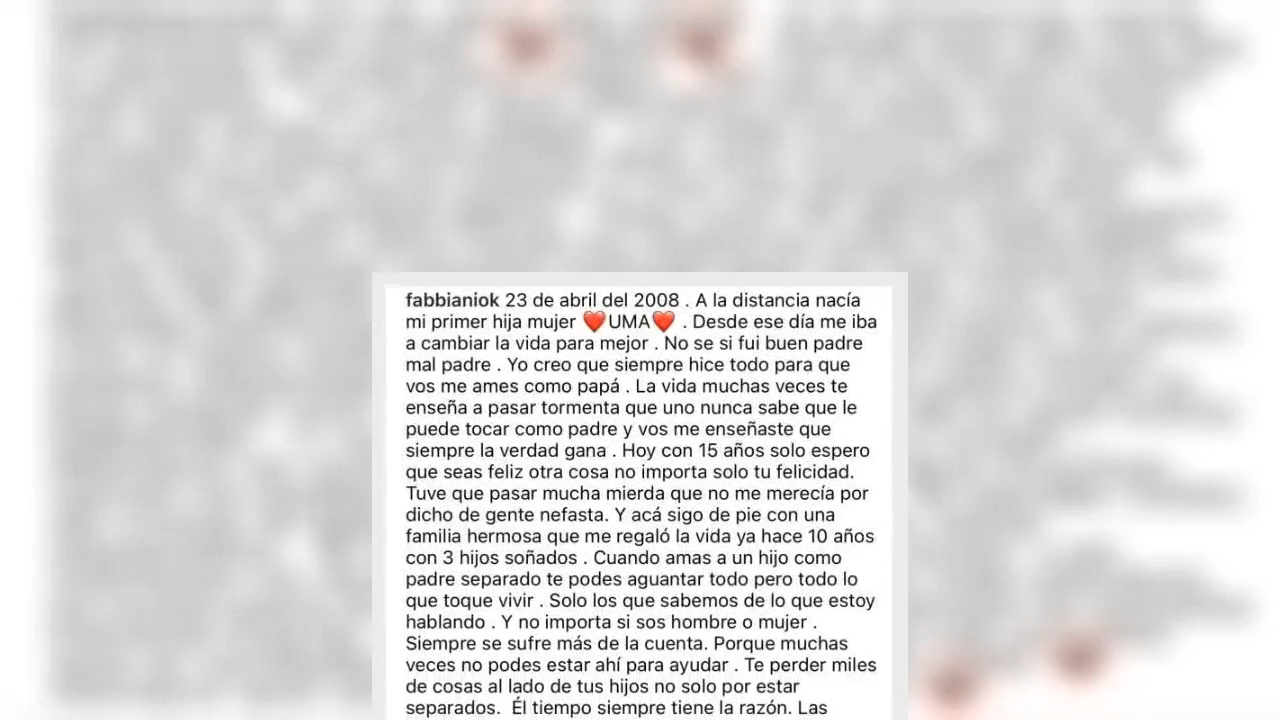 fabbianiok 23 de abril del 2008 . A la distancia nacía
mi primer hija mujer ❤️UMA❤️ . Desde ese día me iba
a cambiar la vida para mejor . No se si fui buen padre
mal padre . Yo creo que siempre hice todo para que
vos me ames como papá . La vida muchas veces te
enseña a pasar tormenta que uno nunca sabe que le
puede tocar como padre y vos me enseñaste que
siempre la verdad gana . Hoy con 15 años solo espero
que seas feliz otra cosa no importa solo tu felicidad.
Tuve que pasar mucha mierda que no me merecía por
dicho de gente nefasta. Y acá sigo de pie con una
familia hermosa que me regaló la vida ya hace 10 años
con 3 hijos soñados . Cuando amas a un hijo como
padre separado te podes aguantar todo pero todo lo
que toque vivir . Solo los que sabemos de lo que estoy
hablando . Y no importa si sos hombre o mujer .
Siempre se sufre más de la cuenta. Porque muchas
veces no podes estar ahí para ayudar . Te perder miles
de cosas al lado de tus hijos no solo por estar
separados.  Él tiempo siempre tiene la razón. Las